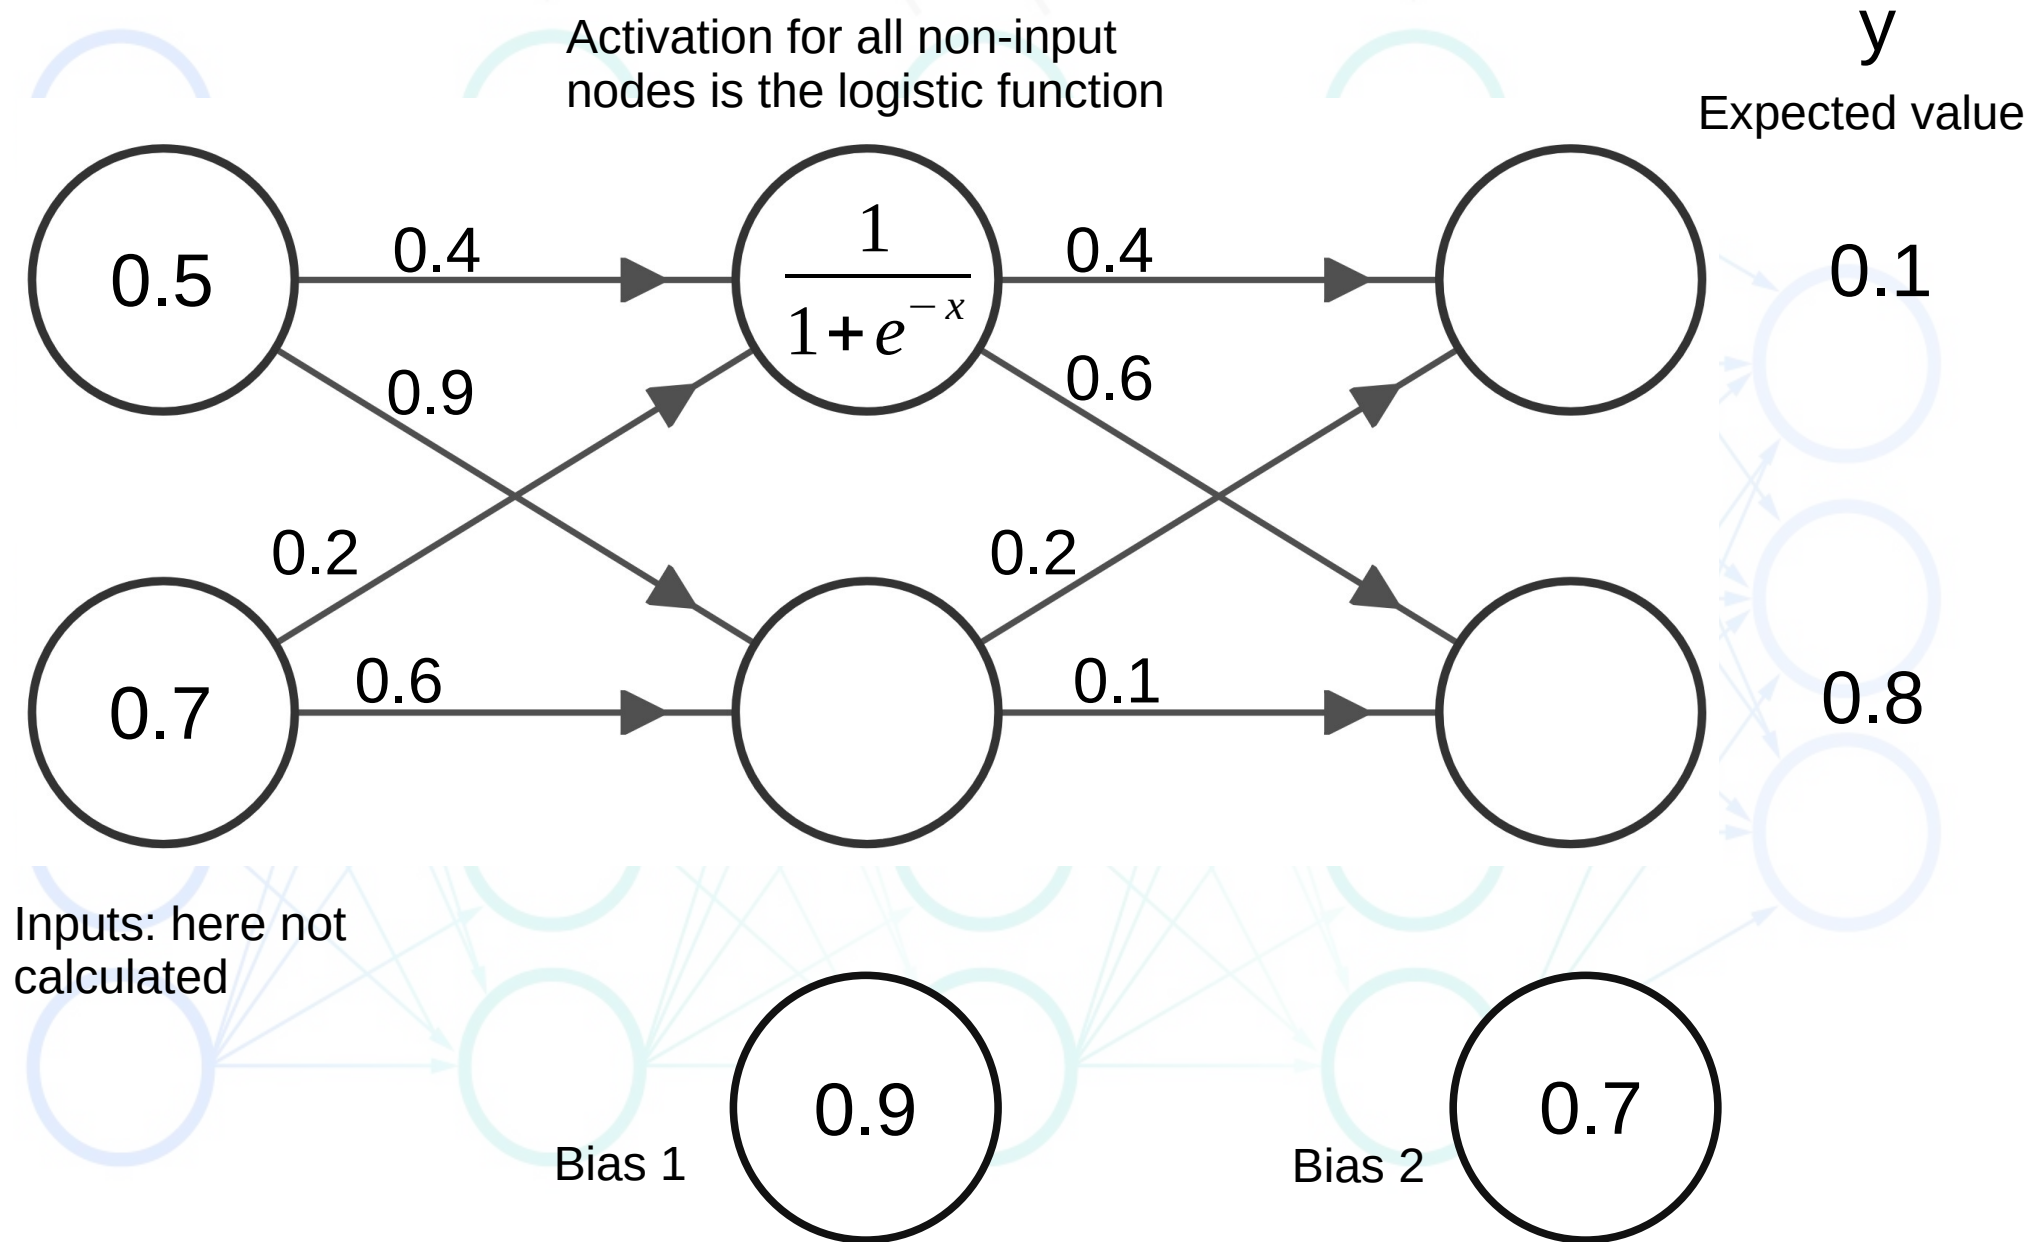 Activation for all non-input
nodes is the logistic function
y
Expected value
0.5
0.4
1
1+e^{-x}
0.4
0.1
0.9
0.6
0.2
0.2
0.7
0.6
0.1
0.8
Inputs: here not
calculated
Bias 1
0.9
Bias 2
0.7